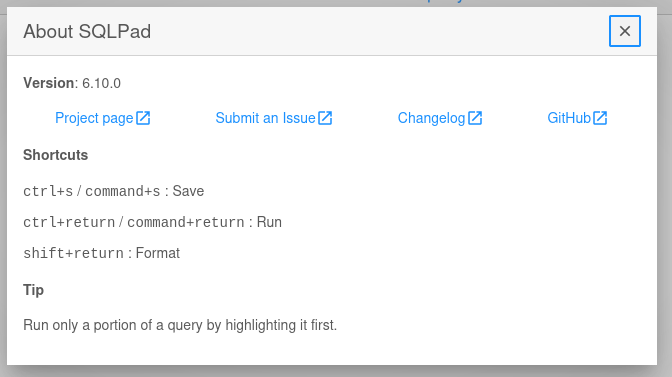 About SQLPad
Version: 6.10.0
Project page Submit an Issue Changelog GitHub
Shortcuts
ctrl+s / command+s : Save
ctrl+return / command+return : Run
shift+return : Format
Tip
Run only a portion of a query by highlighting it first.